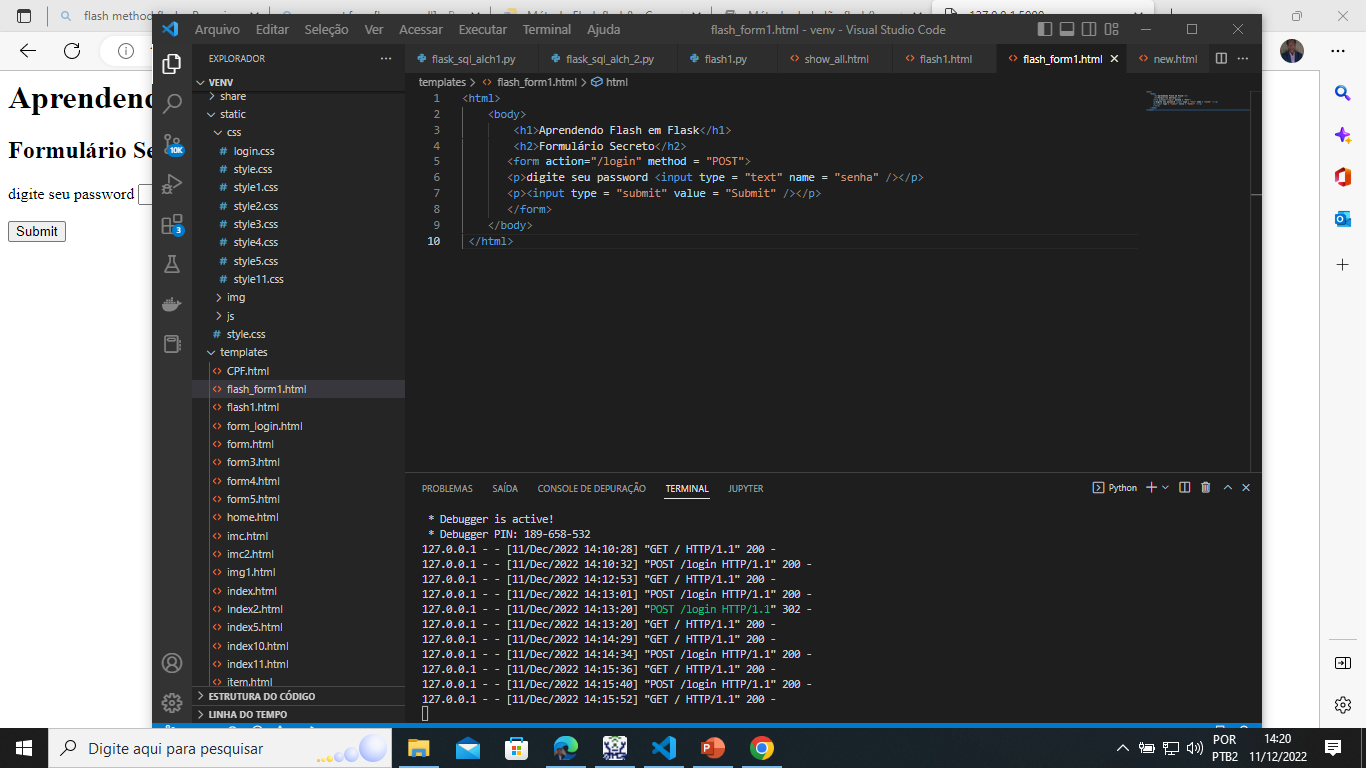 flash method
127.0.0.1:5000
Arquivo Editar Seleção Ver Acessar Executar Terminal Ajuda
flash_form1.html - venv - Visual Studio Code
Aprendend
Formulário Se
digite seu password
Submit
10K
3
EXPLORADOR
VENV
share
static
css
login.css
style.css
style1.css
style2.css
style3.css
style4.css
style5.css
style11.css
img
js
style.css
templates
CPF.html
flash_form1.html
flash1.html
form_login.html
form.html
form3.html
form4.html
form5.html
home.html
imc.html
imc2.html
img1.html
index.html
Index2.html
index5.html
index10.html
index11.html
item.html
ESTRUTURA DO CÓDIGO
LINHA DO TEMPO
flask_sql_alch1.py flask_sql_alch_2.py flash1.py show_all.html flash1.html flash_form1.html new.html
templates > flash_form1.html > html
1 <html>
2 <body>
3 <h1>Aprendendo Flash em Flask</h1>
4 <h2>Formulário Secreto</h2>
5 <form action="/login" method = "POST">
6 <p>digite seu password <input type = "text" name = "senha" /></p>
7 <p><input type = "submit" value = "Submit" /></p>
8 </form>
9 </body>
10 </html>
PROBLEMAS SAÍDA CONSOLE DE DEPURAÇÃO TERMINAL JUPYTER
Python
* Debugger is active!
* Debugger PIN: 189-658-532
127.0.0.1 - - [11/Dec/2022 14:10:28] "GET / HTTP/1.1" 200 -
127.0.0.1 - - [11/Dec/2022 14:10:32] "POST /login HTTP/1.1" 200 -
127.0.0.1 - - [11/Dec/2022 14:12:53] "GET / HTTP/1.1" 200 -
127.0.0.1 - - [11/Dec/2022 14:13:01] "POST /login HTTP/1.1" 200 -
127.0.0.1 - - [11/Dec/2022 14:13:20] "POST /login HTTP/1.1" 302 -
127.0.0.1 - - [11/Dec/2022 14:13:20] "GET / HTTP/1.1" 200 -
127.0.0.1 - - [11/Dec/2022 14:14:29] "GET / HTTP/1.1" 200 -
127.0.0.1 - - [11/Dec/2022 14:14:34] "POST /login HTTP/1.1" 200 -
127.0.0.1 - - [11/Dec/2022 14:15:36] "GET / HTTP/1.1" 200 -
127.0.0.1 - - [11/Dec/2022 14:15:40] "POST /login HTTP/1.1" 200 -
127.0.0.1 - - [11/Dec/2022 14:15:52] "GET / HTTP/1.1" 200 -
Digite aqui para pesquisar
POR
PTB2
14:20
11/12/2022